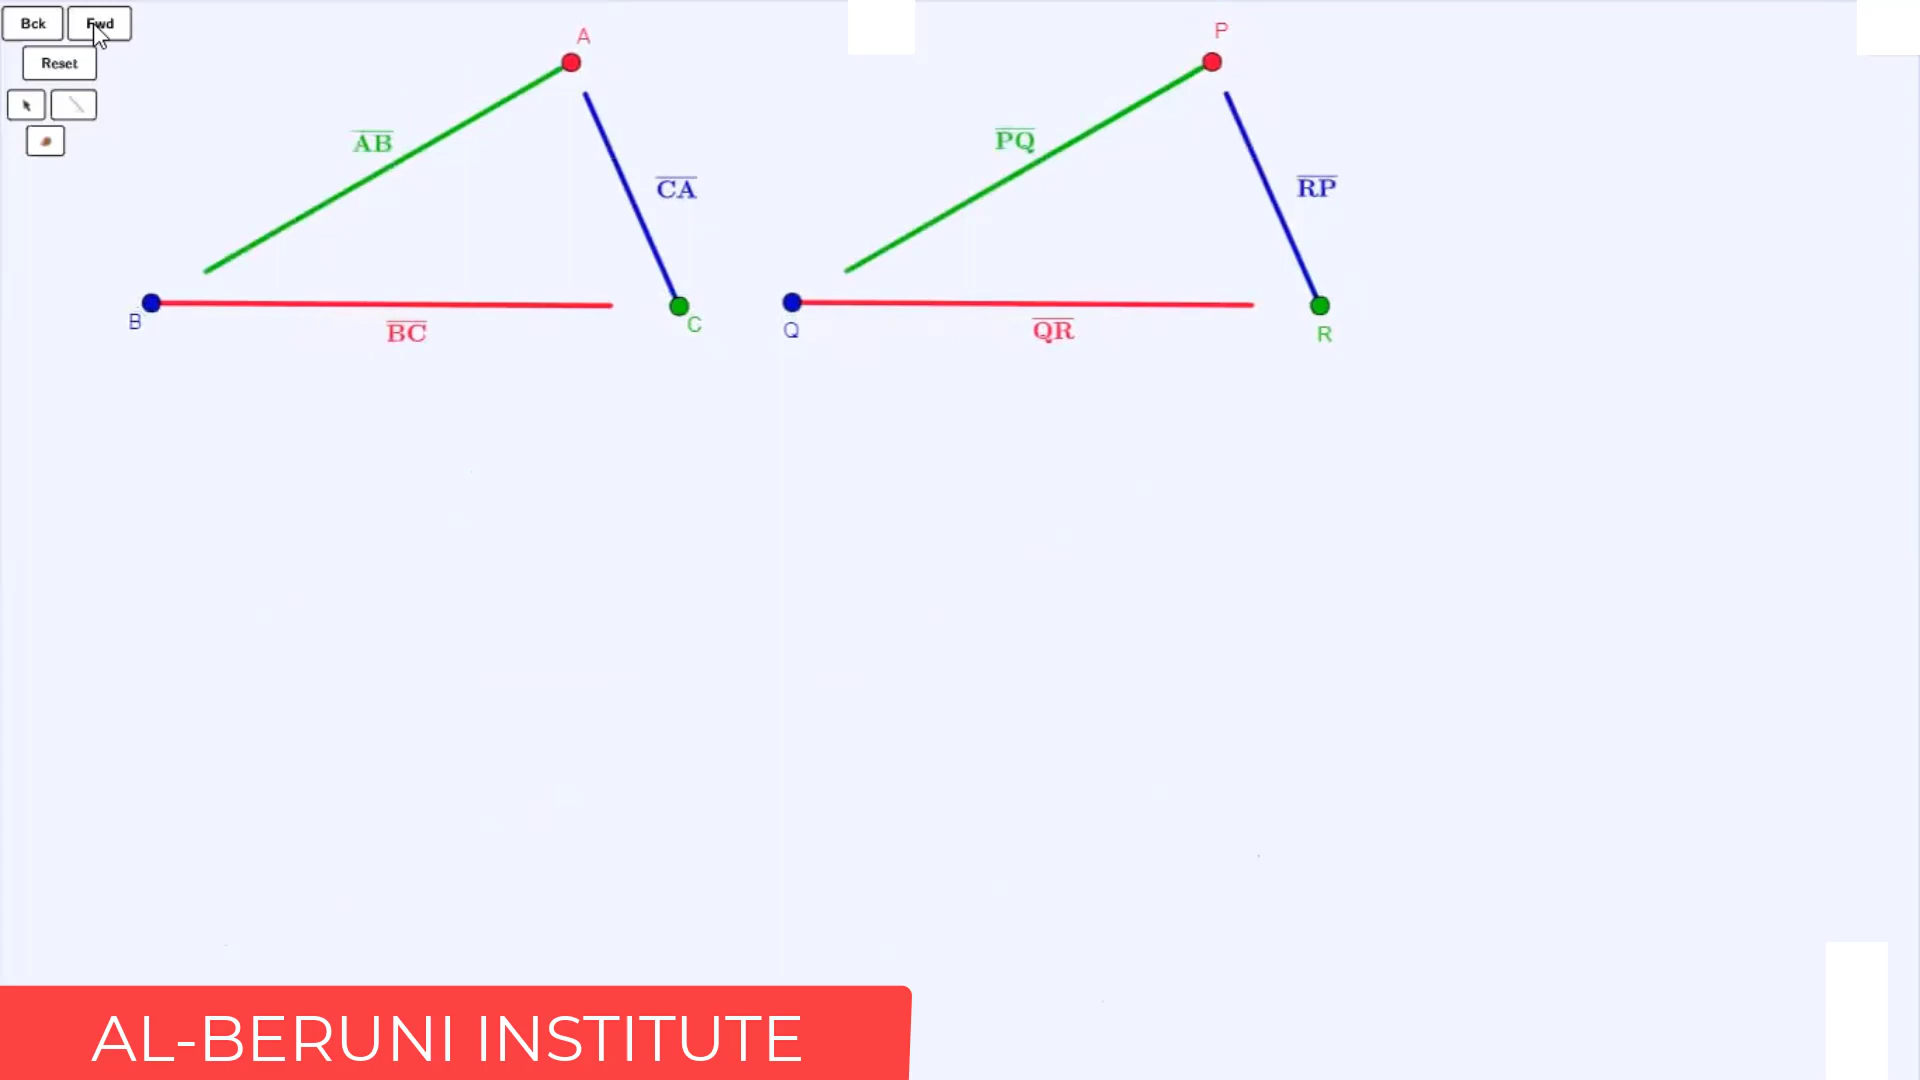 Bck
Fwd
Reset
A
AB
CA
B
BC
C
P
PQ
RP
Q
QR
R
AL-BERUNI INSTITUTE